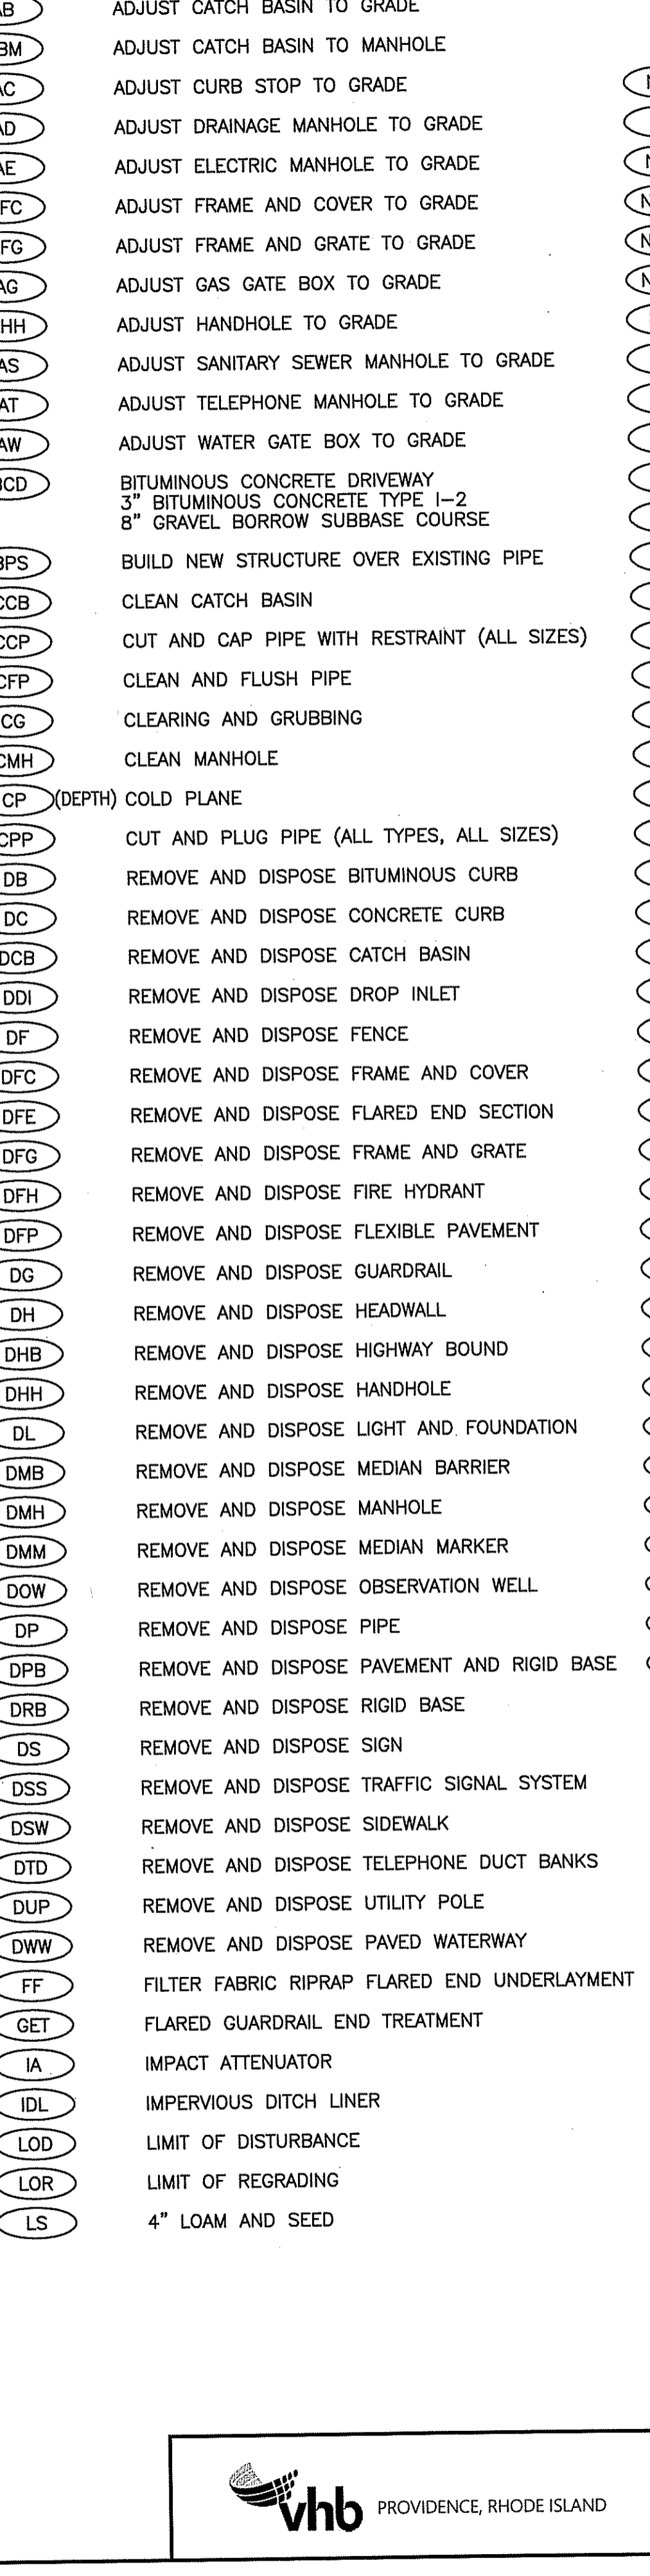 AB ADJUST CATCH BASIN TO GRADE
BM ADJUST CATCH BASIN TO MANHOLE
AC ADJUST CURB STOP TO GRADE
AD ADJUST DRAINAGE MANHOLE TO GRADE
AE ADJUST ELECTRIC MANHOLE TO GRADE
FC ADJUST FRAME AND COVER TO GRADE
FG ADJUST FRAME AND GRATE TO GRADE
AG ADJUST GAS GATE BOX TO GRADE
HH ADJUST HANDHOLE TO GRADE
AS ADJUST SANITARY SEWER MANHOLE TO GRADE
AT ADJUST TELEPHONE MANHOLE TO GRADE
AW ADJUST WATER GATE BOX TO GRADE
BCD BITUMINOUS CONCRETE DRIVEWAY
3" BITUMINOUS CONCRETE TYPE I-2
8" GRAVEL BORROW SUBBASE COURSE
BPS BUILD NEW STRUCTURE OVER EXISTING PIPE
CCB CLEAN CATCH BASIN
CCP CUT AND CAP PIPE WITH RESTRAINT (ALL SIZES)
CFP CLEAN AND FLUSH PIPE
CG CLEARING AND GRUBBING
CMH CLEAN MANHOLE
CP (DEPTH) COLD PLANE
CPP CUT AND PLUG PIPE (ALL TYPES, ALL SIZES)
DB REMOVE AND DISPOSE BITUMINOUS CURB
DC REMOVE AND DISPOSE CONCRETE CURB
DCB REMOVE AND DISPOSE CATCH BASIN
DDI REMOVE AND DISPOSE DROP INLET
DF REMOVE AND DISPOSE FENCE
DFC REMOVE AND DISPOSE FRAME AND COVER
DFE REMOVE AND DISPOSE FLARED END SECTION
DFG REMOVE AND DISPOSE FRAME AND GRATE
DFH REMOVE AND DISPOSE FIRE HYDRANT
DFP REMOVE AND DISPOSE FLEXIBLE PAVEMENT
DG REMOVE AND DISPOSE GUARDRAIL
DH REMOVE AND DISPOSE HEADWALL
DHB REMOVE AND DISPOSE HIGHWAY BOUND
DHH REMOVE AND DISPOSE HANDHOLE
DL REMOVE AND DISPOSE LIGHT AND FOUNDATION
DMB REMOVE AND DISPOSE MEDIAN BARRIER
DMH REMOVE AND DISPOSE MANHOLE
DMM REMOVE AND DISPOSE MEDIAN MARKER
DOW REMOVE AND DISPOSE OBSERVATION WELL
DP REMOVE AND DISPOSE PIPE
DPB REMOVE AND DISPOSE PAVEMENT AND RIGID BASE
DRB REMOVE AND DISPOSE RIGID BASE
DS REMOVE AND DISPOSE SIGN
DSS REMOVE AND DISPOSE TRAFFIC SIGNAL SYSTEM
DSW REMOVE AND DISPOSE SIDEWALK
DTD REMOVE AND DISPOSE TELEPHONE DUCT BANKS
DUP REMOVE AND DISPOSE UTILITY POLE
DWW REMOVE AND DISPOSE PAVED WATERWAY
FF FILTER FABRIC RIPRAP FLARED END UNDERLAYMENT
GET FLARED GUARDRAIL END TREATMENT
IA IMPACT ATTENUATOR
IDL IMPERVIOUS DITCH LINER
LOD LIMIT OF DISTURBANCE
LOR LIMIT OF REGRADING
LS 4" LOAM AND SEED
vhb PROVIDENCE, RHODE ISLAND